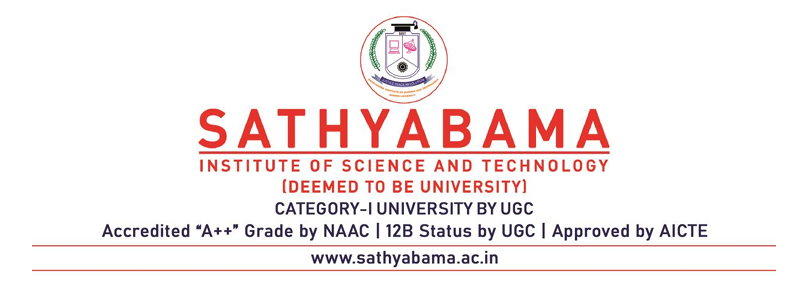 SATHYABAMA
INSTITUTE OF SCIENCE AND TECHNOLOGY
(DEEMED TO BE UNIVERSITY)
CATEGORY-I UNIVERSITY BY UGC
Accredited “A++” Grade by NAAC | 12B Status by UGC | Approved by AICTE
www.sathyabama.ac.in